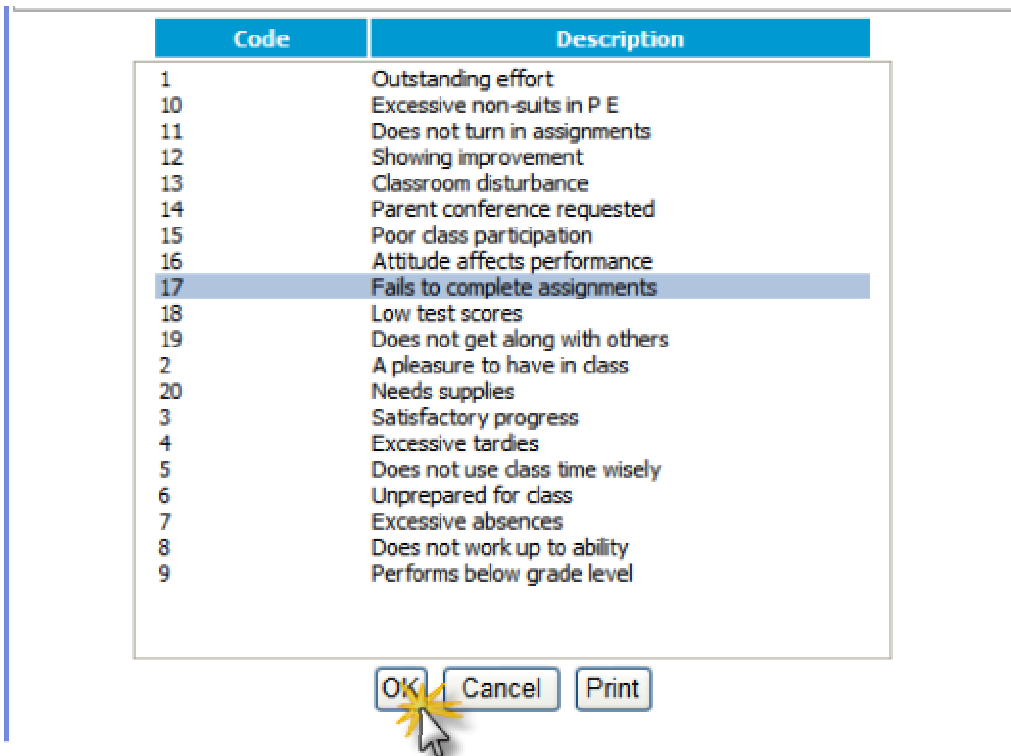 Code Description
1 Outstanding effort
10 Excessive non-suits in P E
11 Does not turn in assignments
12 Showing improvement
13 Classroom disturbance
14 Parent conference requested
15 Poor class participation
16 Attitude affects performance
17 Fails to complete assignments
18 Low test scores
19 Does not get along with others
2 A pleasure to have in class
20 Needs supplies
3 Satisfactory progress
4 Excessive tardies
5 Does not use class time wisely
6 Unprepared for class
7 Excessive absences
8 Does not work up to ability
9 Performs below grade level
OK Cancel Print